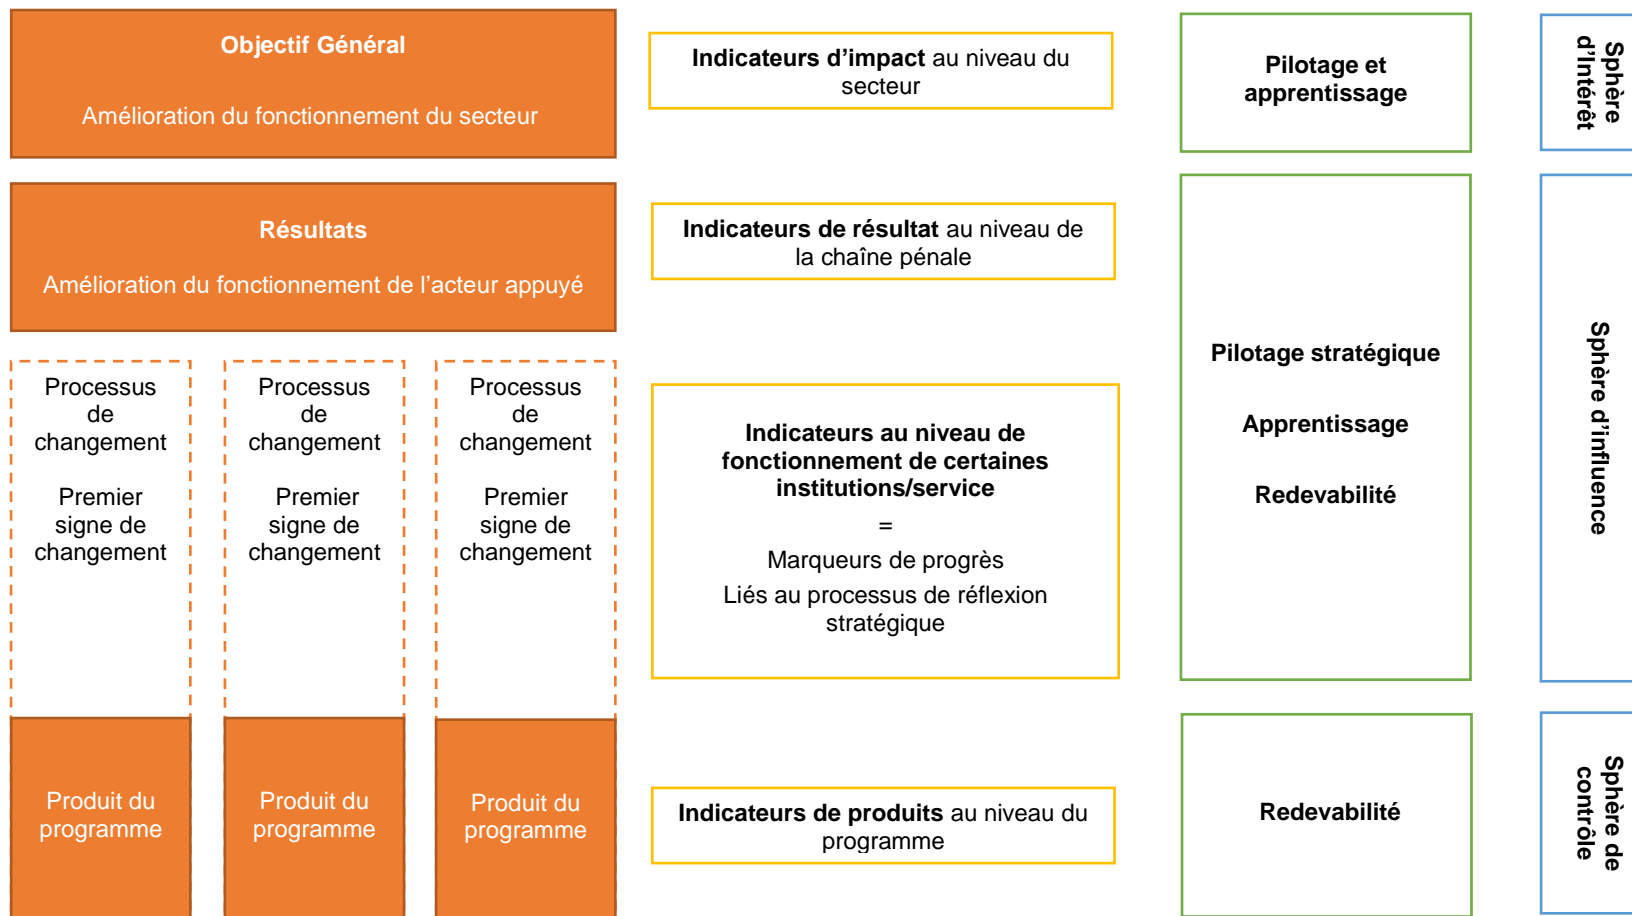 Objectif Général
Amélioration du fonctionnement du secteur
Indicateurs d’impact au niveau du
secteur
Pilotage et
apprentissage
Sphère
d’Intérêt
Résultats
Amélioration du fonctionnement de l’acteur appuyé
Indicateurs de résultat au niveau de
la chaîne pénale
Processus
de
changement
Premier
signe de
changement
Processus
de
changement
Premier
signe de
changement
Processus
de
changement
Premier
signe de
changement
Indicateurs au niveau de
fonctionnement de certaines
institutions/service
=
Marqueurs de progrès
Liés au processus de réflexion
stratégique
Pilotage stratégique
Apprentissage
Redevabilité
Sphère d’influence
Produit du
programme
Produit du
programme
Produit du
programme
Indicateurs de produits au niveau du
programme
Redevabilité
Sphère de
contrôle